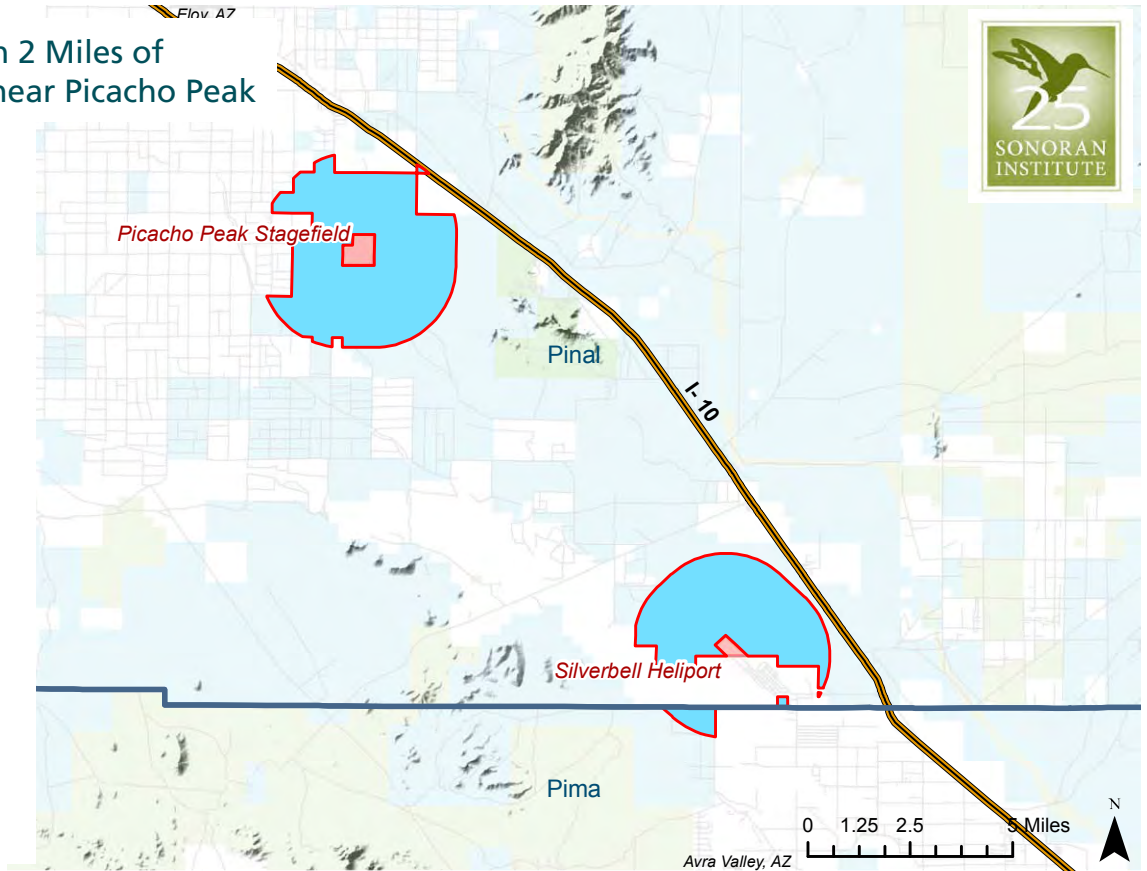 Eloy, AZ
n 2 Miles of
near Picacho Peak
25
SONORAN
INSTITUTE
Picacho Peak Stagefield
Pinal
I-10
Silverbell Heliport
Pima
N
0 1.25 2.5 5 Miles
Avra Valley, AZ